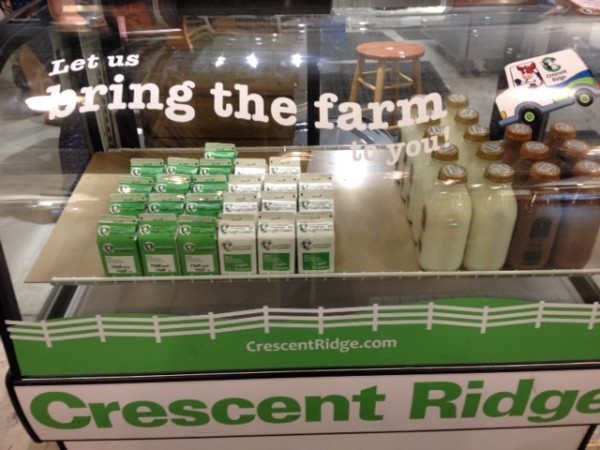 Let us
bring the farm
to you!
Crescent
Ridge
CrescentRidge.com
Crescent Ridge